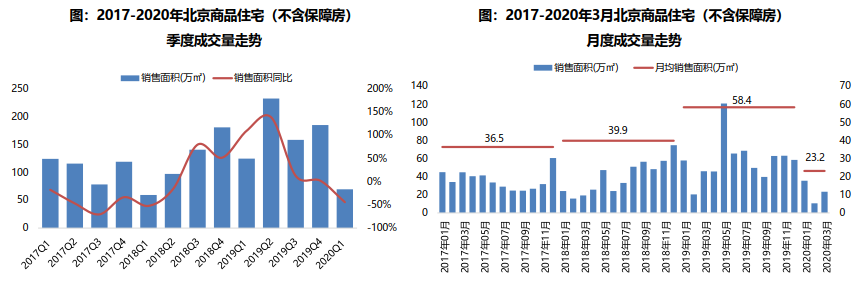 图：2017-2020年北京商品住宅（不含保障房）
季度成交量走势
销售面积(万㎡)
销售面积同比
250
200
150
100
50
0
200%
150%
100%
50%
0%
-50%
-100%
2017Q1
2017Q2
2017Q3
2017Q4
2018Q1
2018Q2
2018Q3
2018Q4
2019Q1
2019Q2
2019Q3
2019Q4
2020Q1
图：2017-2020年3月北京商品住宅（不含保障房）
月度成交量走势
销售面积(万㎡)
月均销售面积(万㎡)
140
120
100
80
60
40
20
0
36.5
39.9
58.4
23.2
70
60
50
40
30
20
10
0
2017年01月
2017年03月
2017年05月
2017年07月
2017年09月
2017年11月
2018年01月
2018年03月
2018年05月
2018年07月
2018年09月
2018年11月
2019年01月
2019年03月
2019年05月
2019年07月
2019年09月
2019年11月
2020年01月
2020年03月